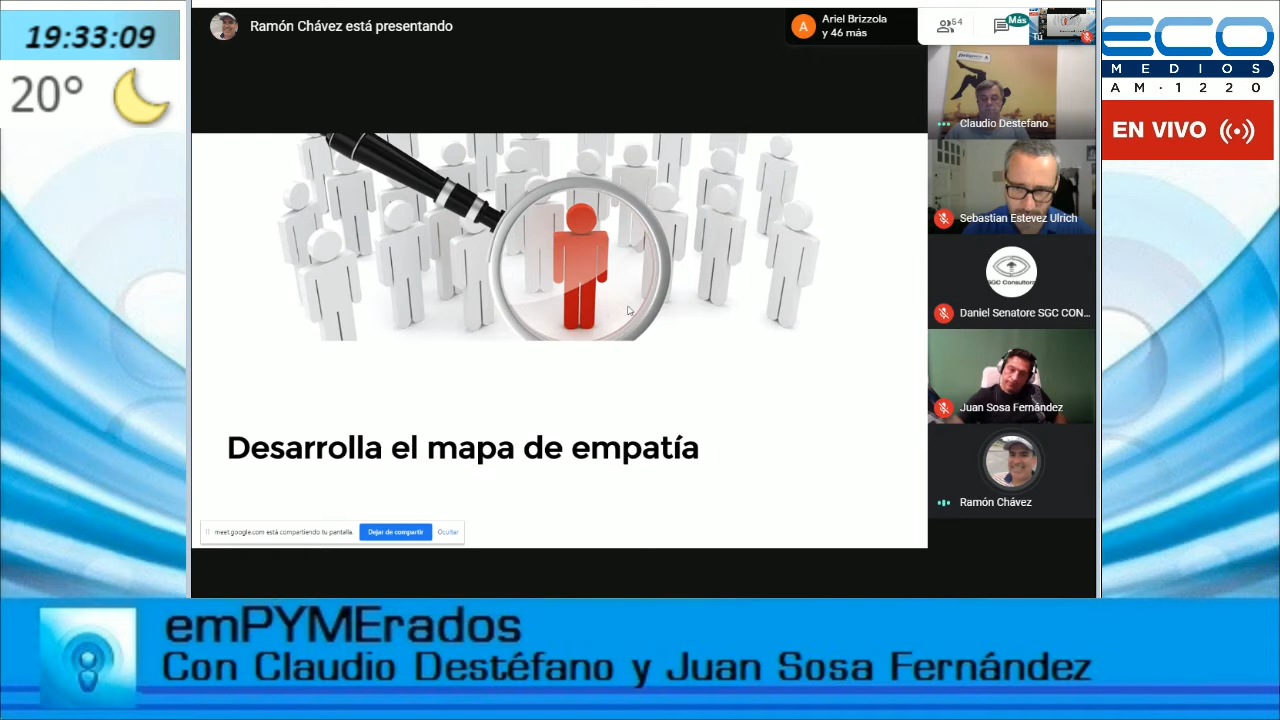 19:33:09
20°
Ramón Chávez está presentando
A
Ariel Brizzola
y 46 más
54
Más
Tú
Claudio Destefano
Sebastian Estevez Ulrich
SGC Consultora
Daniel Senatore SGC CON...
Juan Sosa Fernández
Ramón Chávez
Desarrolla el mapa de empatía
meet.google.com está compartiendo tu pantalla.
Dejar de compartir
Ocultar
ECO
MEDIOS
AM·1220
EN VIVO
emPYMErados
Con Claudio Destéfano y Juan Sosa Fernández